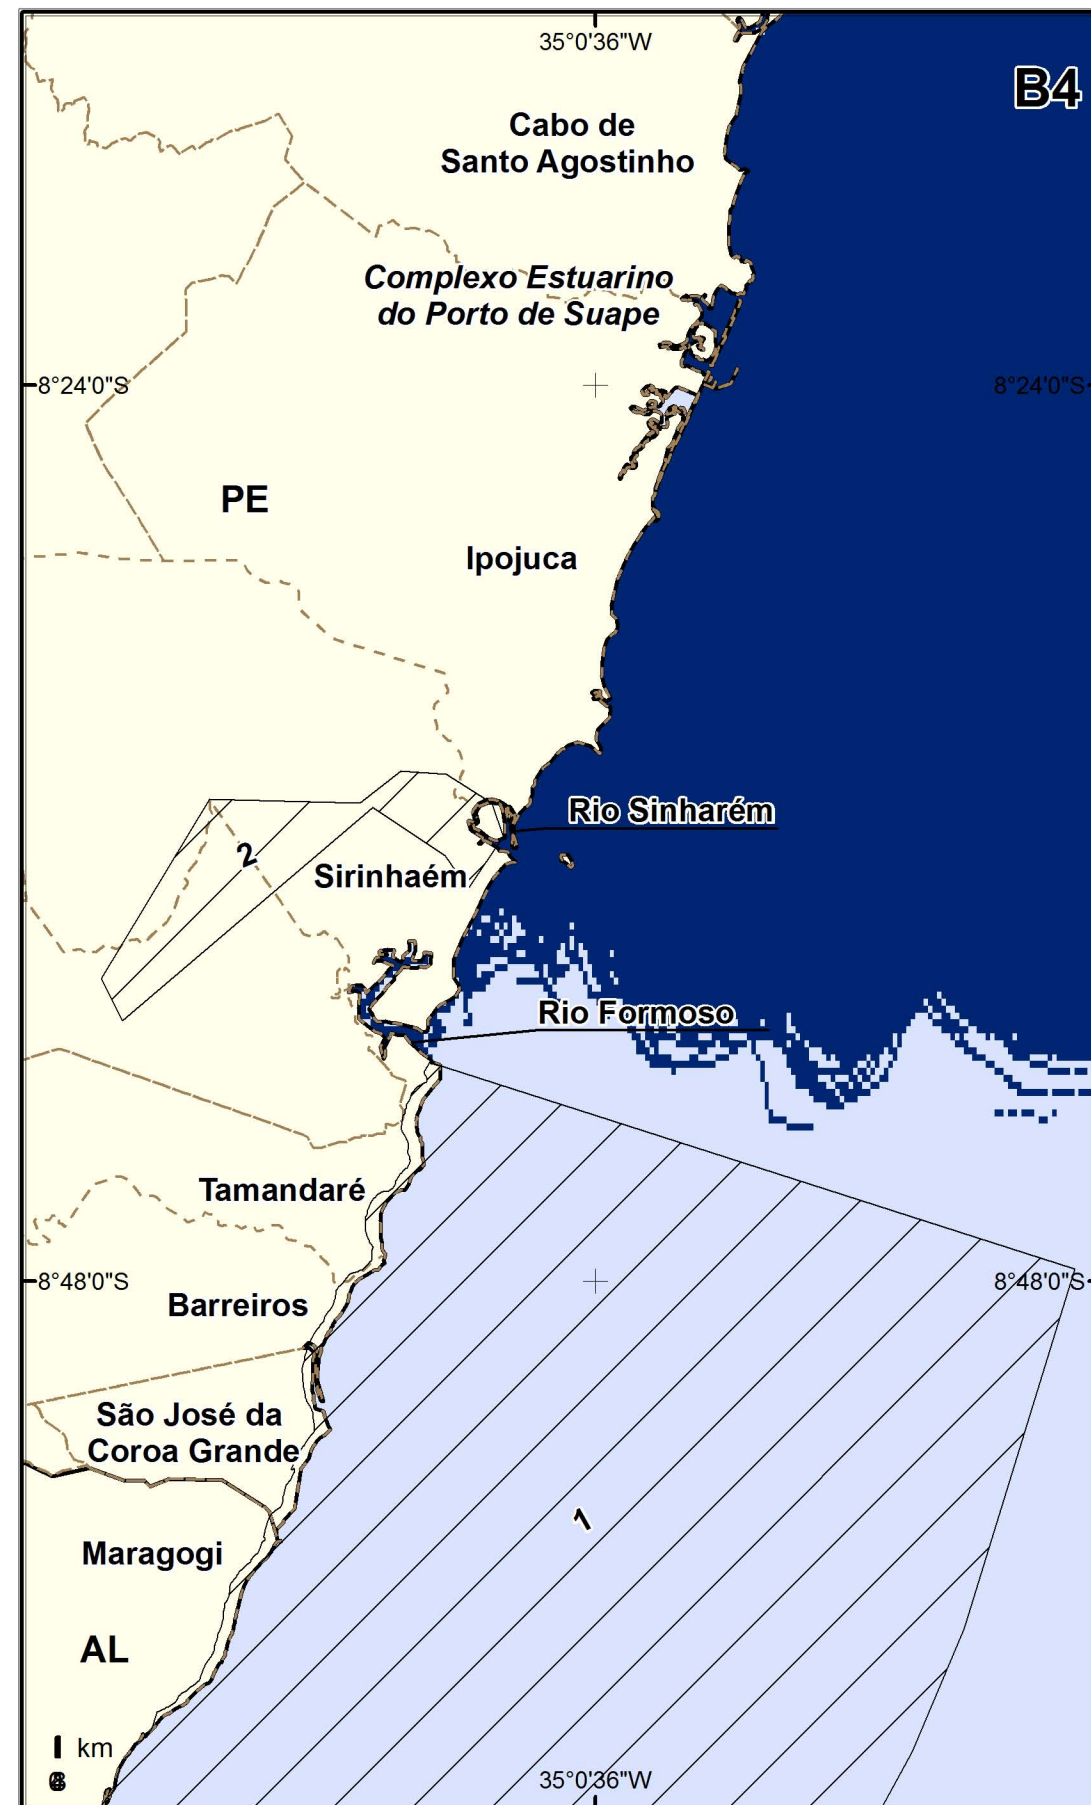 35°0'36"W
B4
Cabo de
Santo Agostinho
Complexo Estuarino
do Porto de Suape
8°24'0"S
8°24'0"S
PE
Ipojuca
Rio Sinharém
2
Sirinhaém
Rio Formoso
Tamandaré
8°48'0"S
8°48'0"S
Barreiros
São José da
Coroa Grande
1
Maragogi
AL
km
35°0'36"W